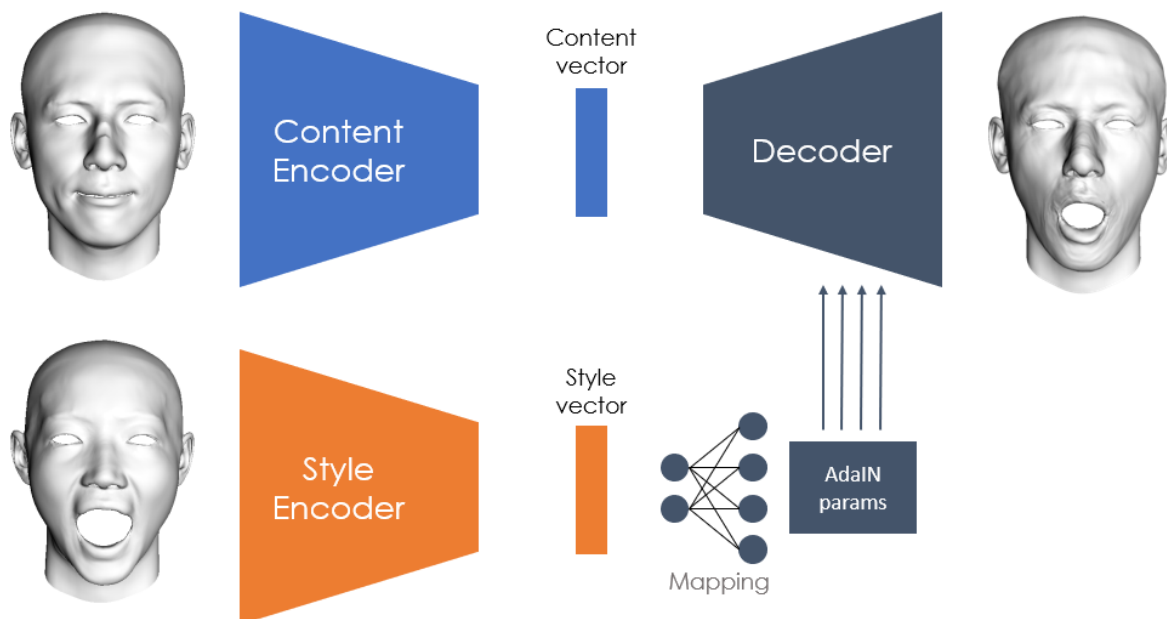 Content
vector
Content
Encoder
Decoder
Style
vector
Style
Encoder
AdaIN
params
Mapping